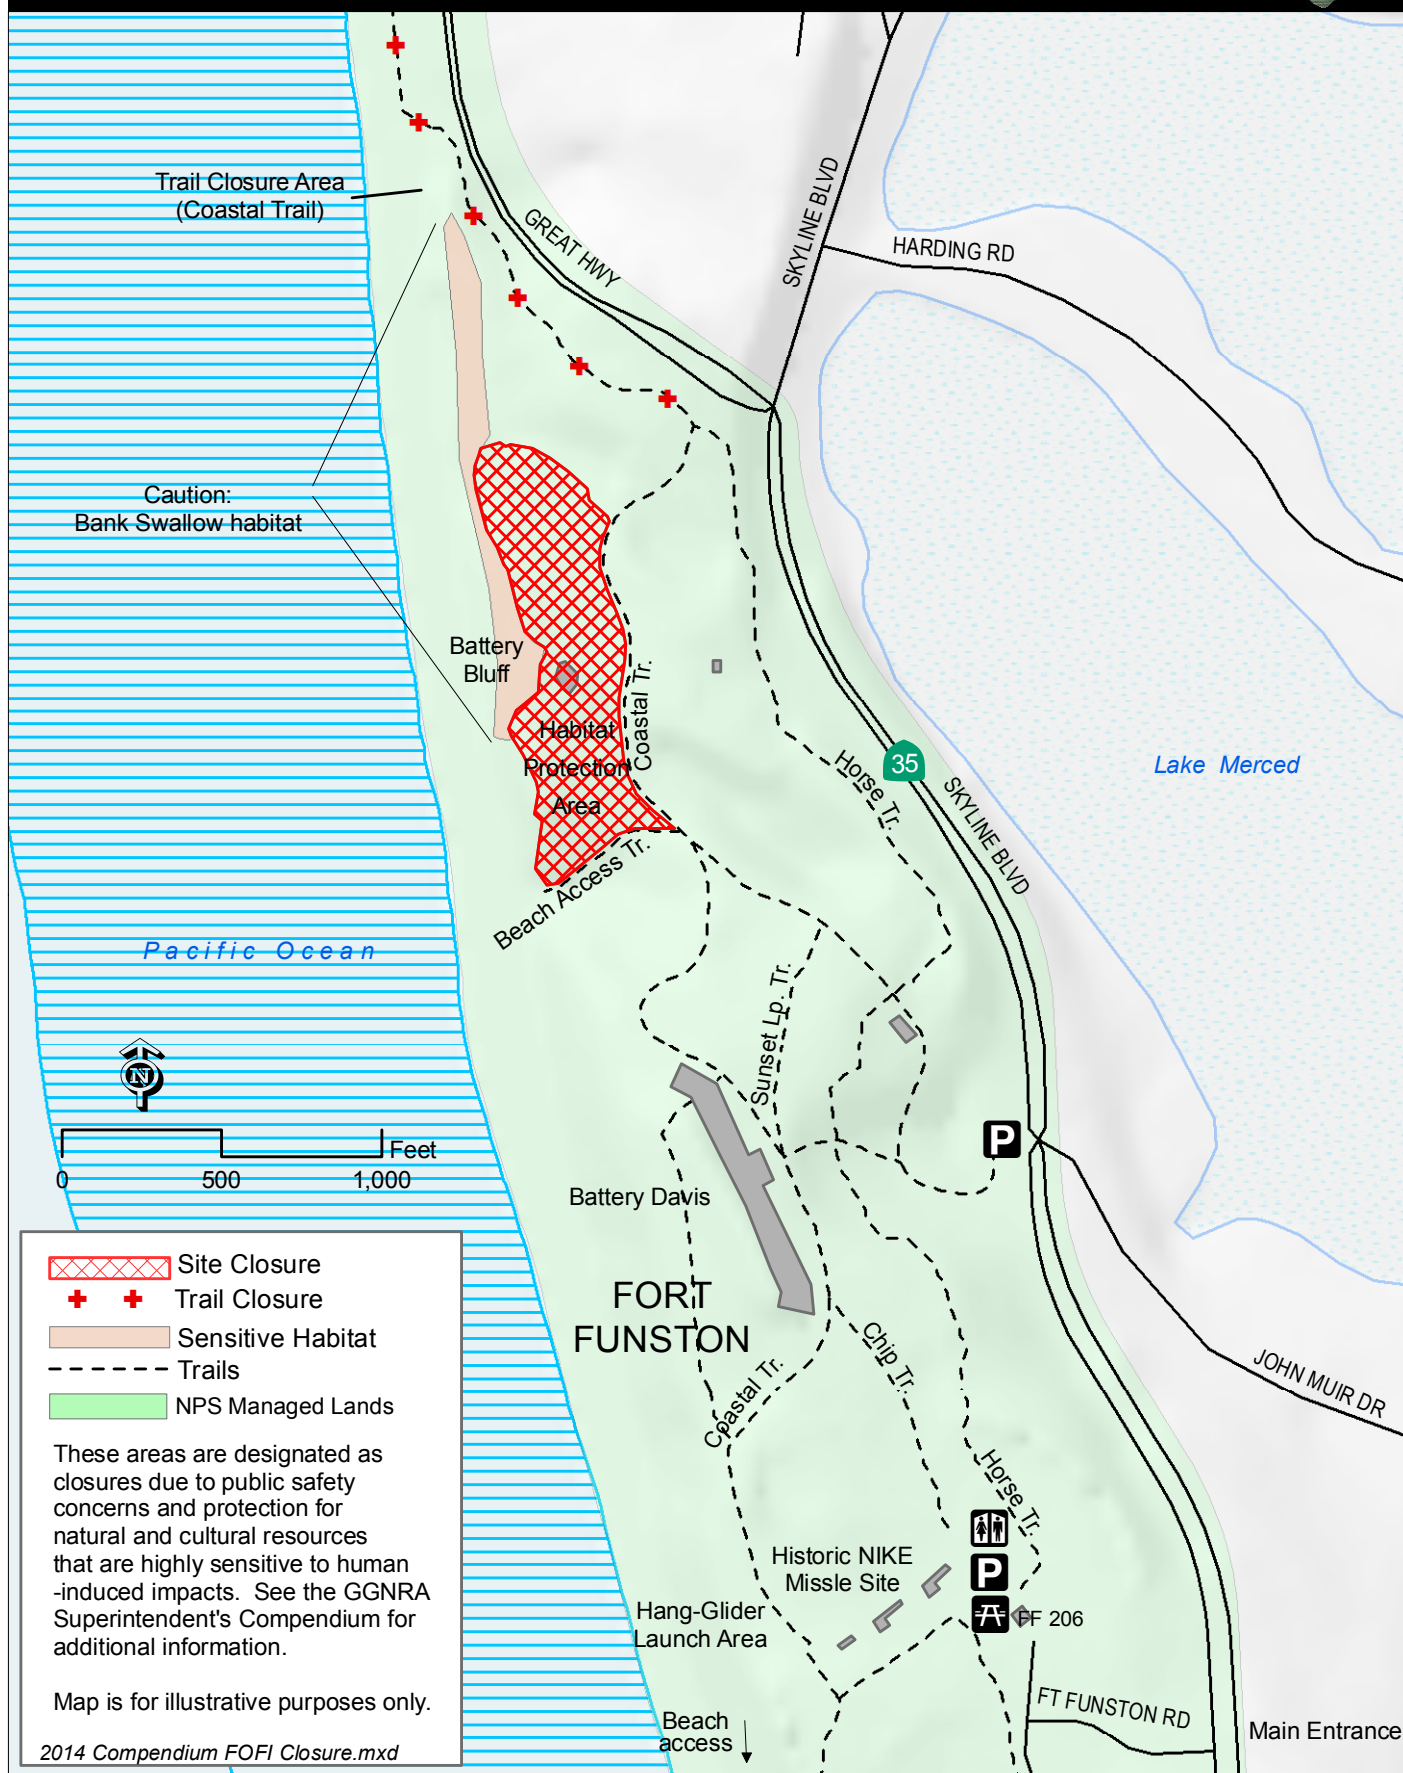 Trail Closure Area
(Coastal Trail)
GREAT HWY
SKYLINE BLVD
HARDING RD
Caution:
Bank Swallow habitat
Battery
Bluff
Coastal Tr.
Habitat
Protection
Area
Horse Tr.
35
SKYLINE BLVD
Lake Merced
Beach Access Tr.
Pacific Ocean
Sunset Lp. Tr.
N
P
Feet
0 500 1,000
Battery Davis
FORT
FUNSTON
Chip Tr.
Coastal Tr.
JOHN MUIR DR
Horse Tr.
Site Closure
Trail Closure
Sensitive Habitat
Trails
NPS Managed Lands
These areas are designated as
closures due to public safety
concerns and protection for
natural and cultural resources
that are highly sensitive to human
-induced impacts. See the GGNRA
Superintendent's Compendium for
additional information.
Map is for illustrative purposes only.
2014 Compendium FOFI Closure.mxd
Historic NIKE
Missle Site
P
Hang-Glider
Launch Area
FF 206
FT FUNSTON RD
Main Entrance
Beach
access